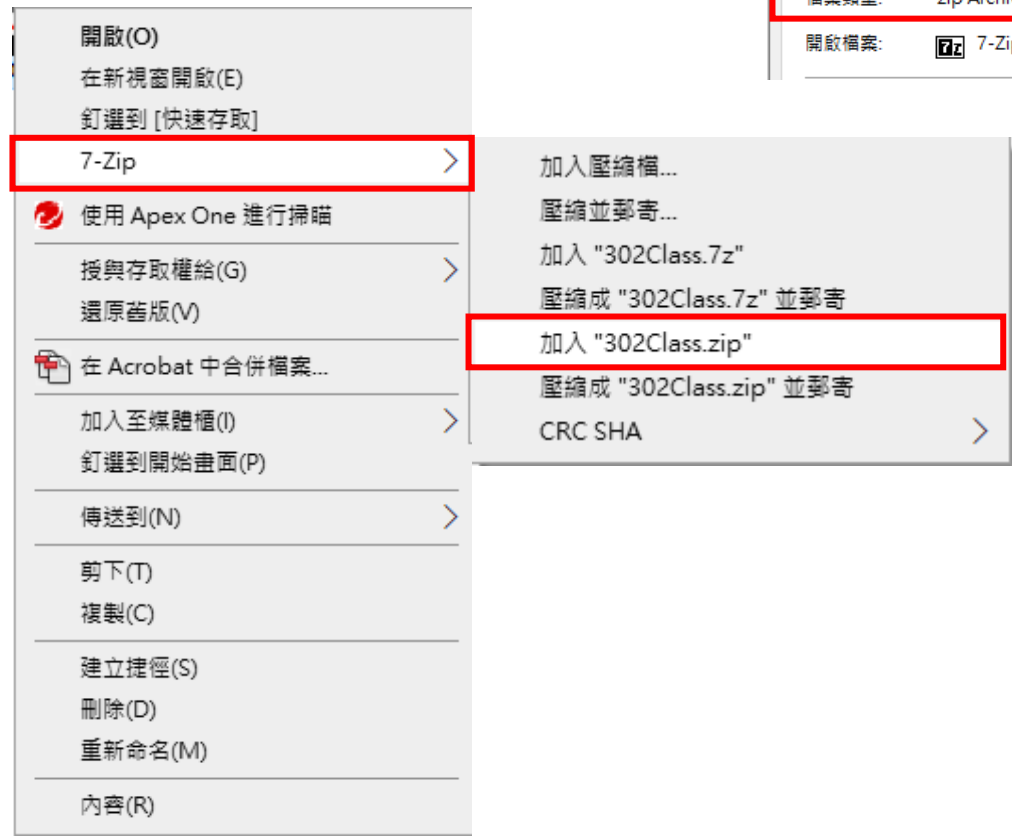 開啟(O)
在新視窗開啟(E)
釘選到 [快速存取]
7-Zip
使用 Apex One 進行掃瞄
授與存取權給(G)
還原舊版(V)
在 Acrobat 中合併檔案...
加入至媒體櫃(I)
釘選到開始畫面(P)
傳送到(N)
剪下(T)
複製(C)
建立捷徑(S)
刪除(D)
重新命名(M)
內容(R)
加入壓縮檔...
壓縮並郵寄...
加入 "302Class.7z"
壓縮成 "302Class.7z" 並郵寄
加入 "302Class.zip"
壓縮成 "302Class.zip" 並郵寄
CRC SHA
開啟檔案:
7z 7-Zi